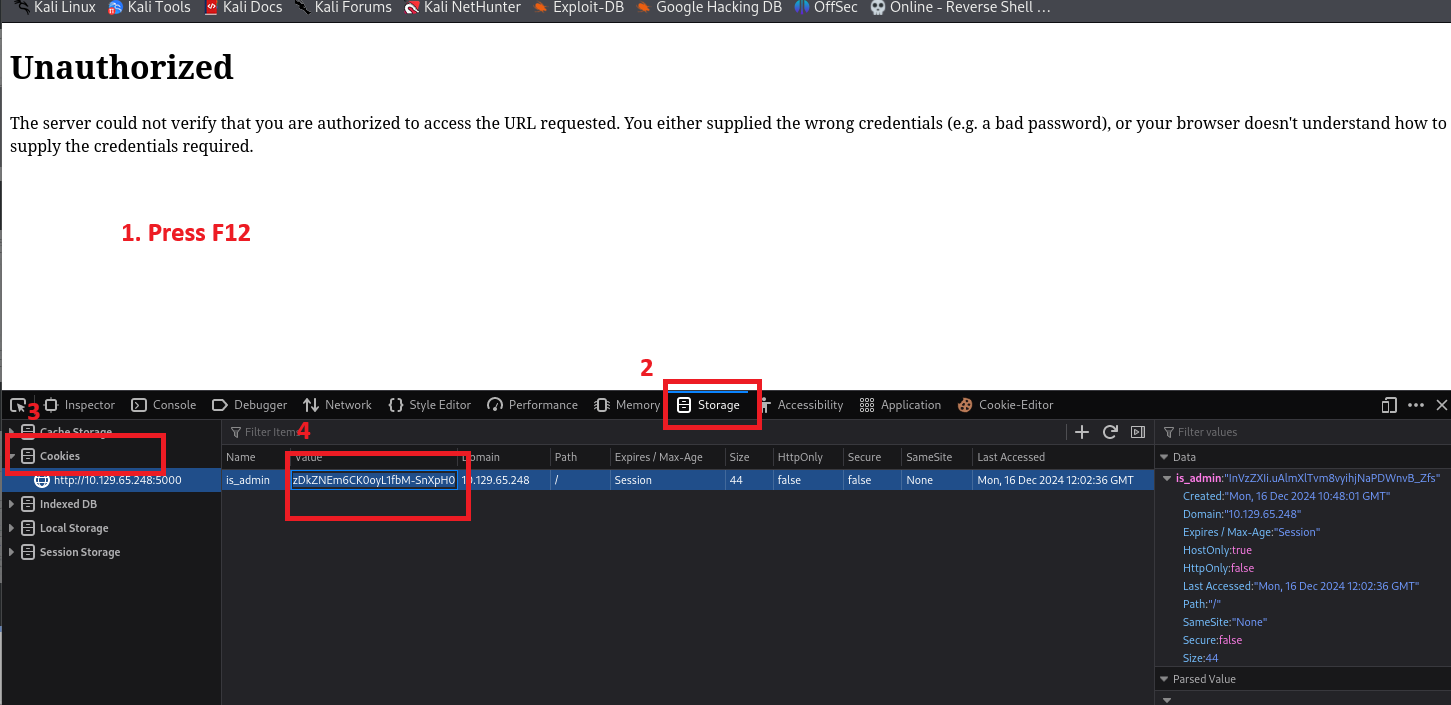 Kali Linux Kali Tools Kali Docs Kali Forums Kali NetHunter Exploit-DB Google Hacking DB OffSec Online - Reverse Shell …
Unauthorized
The server could not verify that you are authorized to access the URL requested. You either supplied the wrong credentials (e.g. a bad password), or your browser doesn't understand how to
supply the credentials required.
1. Press F12
2
3
Inspector Console Debugger Network Style Editor Performance Memory Storage Accessibility Application Cookie-Editor
Cache Storage
Filter Items
4
Filter values
Cookies
http://10.129.65.248:5000
Indexed DB
Local Storage
Session Storage
Name Value Domain Path Expires / Max-Age Size HttpOnly Secure SameSite Last Accessed
is_admin zDkZNEm6CK0oyL1fbM-SnXpH0 10.129.65.248 / Session 44 false false None Mon, 16 Dec 2024 12:02:36 GMT
Data
is_admin:"InVzZXIi.uAlmXlTvm8vyihjNaPDWnvB_Zfs"
Created:"Mon, 16 Dec 2024 10:48:01 GMT"
Domain:"10.129.65.248"
Expires / Max-Age:"Session"
HostOnly:true
HttpOnly:false
Last Accessed:"Mon, 16 Dec 2024 12:02:36 GMT"
Path:"/"
SameSite:"None"
Secure:false
Size:44
Parsed Value